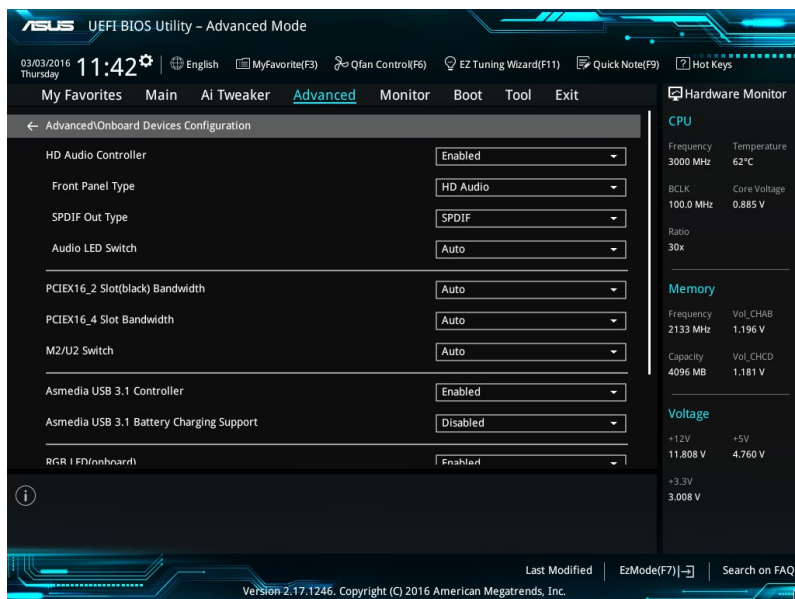 ASUS UEFI BIOS Utility – Advanced Mode
03/03/2016 Thursday 11:42 English MyFavorite(F3) Qfan Control(F6) EZ Tuning Wizard(F11) Quick Note(F9) ? Hot Keys
My Favorites Main Ai Tweaker Advanced Monitor Boot Tool Exit
← Advanced\Onboard Devices Configuration
HD Audio Controller Enabled
Front Panel Type HD Audio
SPDIF Out Type SPDIF
Audio LED Switch Auto
PCIEX16_2 Slot(black) Bandwidth Auto
PCIEX16_4 Slot Bandwidth Auto
M2/U2 Switch Auto
Asmedia USB 3.1 Controller Enabled
Asmedia USB 3.1 Battery Charging Support Disabled
RGB LED(onboard) Enabled
Hardware Monitor
CPU
Frequency Temperature
3000 MHz 62°C
BCLK Core Voltage
100.0 MHz 0.885 V
Ratio
30x
Memory
Frequency Vol_CHAB
2133 MHz 1.196 V
Capacity Vol_CHCD
4096 MB 1.181 V
Voltage
+12V +5V
11.808 V 4.760 V
+3.3V
3.008 V
Last Modified EzMode(F7) Search on FAQ
Version 2.17.1246. Copyright (C) 2016 American Megatrends, Inc.